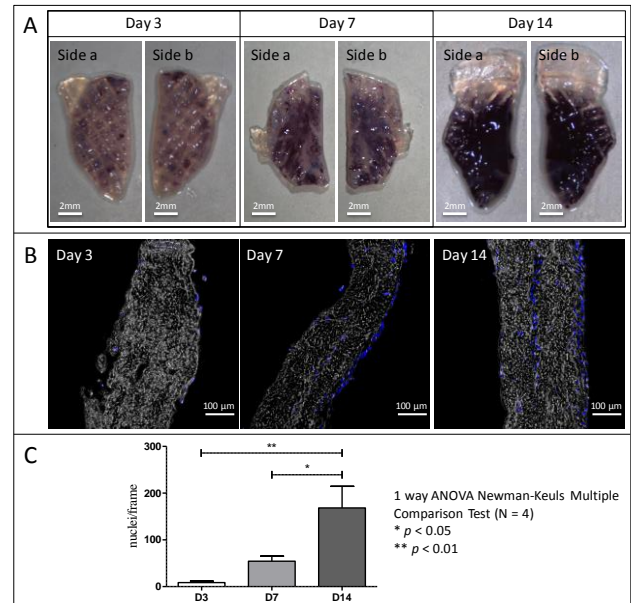 A
Day 3
Day 7
Day 14
Side a
Side b
Side a
Side b
Side a
Side b
2mm
2mm
2mm
2mm
2mm
2mm
B
Day 3
Day 7
Day 14
100 µm
100 µm
100 µm
C
300
200
100
0
nuclei/frame
**
*
D3
D7
D14
1 way ANOVA Newman-Keuls Multiple
Comparison Test (N = 4)
* p < 0.05
** p < 0.01